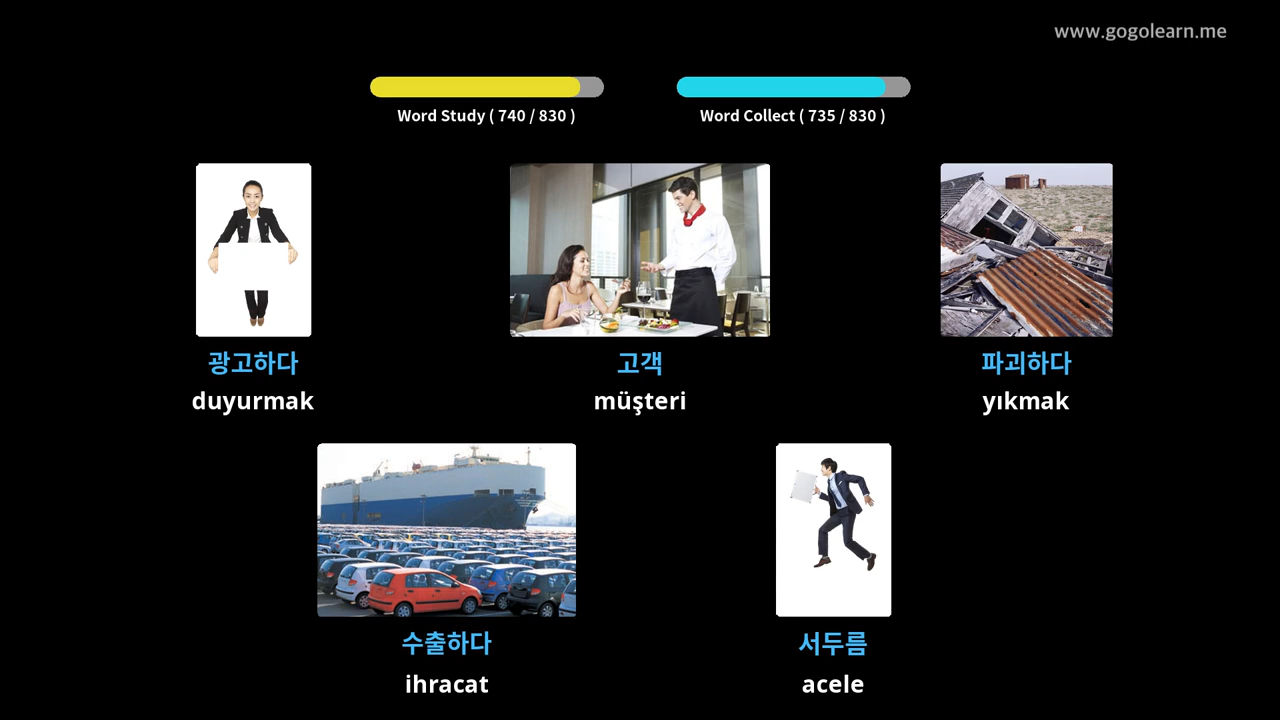 www.gogolearn.me
Word Study ( 740 / 830 )
Word Collect ( 735 / 830 )
광고하다
duyurmak
고객
müşteri
파괴하다
yıkmak
수출하다
ihracat
서두름
acele